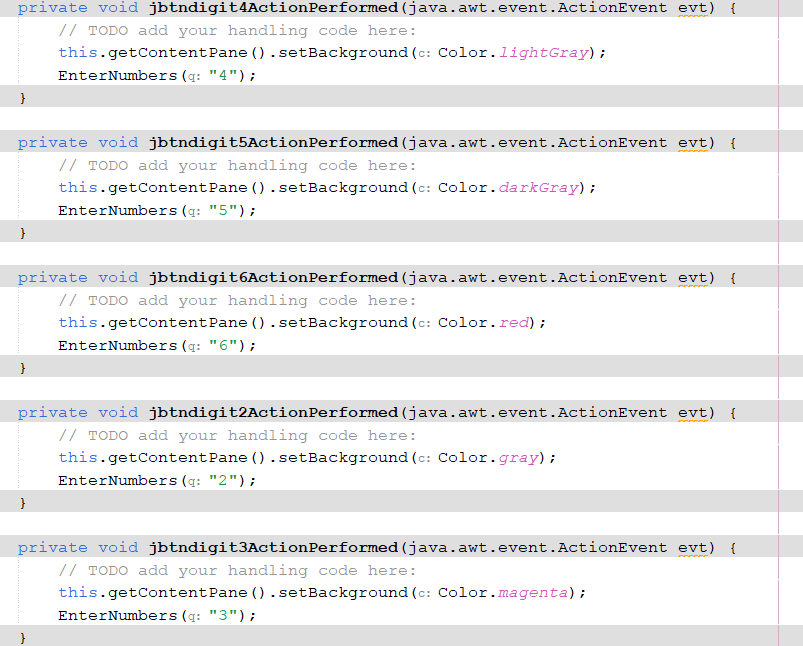 private void jbtndigit4ActionPerformed(java.awt.event.ActionEvent evt) {
// TODO add your handling code here:
this.getContentPane().setBackground(c: Color.lightGray);
EnterNumbers(q: "4");
}
private void jbtndigit5ActionPerformed(java.awt.event.ActionEvent evt) {
// TODO add your handling code here:
this.getContentPane().setBackground(c: Color.darkGray);
EnterNumbers(q: "5");
}
private void jbtndigit6ActionPerformed(java.awt.event.ActionEvent evt) {
// TODO add your handling code here:
this.getContentPane().setBackground(c: Color.red);
EnterNumbers(q: "6");
}
private void jbtndigit2ActionPerformed(java.awt.event.ActionEvent evt) {
// TODO add your handling code here:
this.getContentPane().setBackground(c: Color.gray);
EnterNumbers(q: "2");
}
private void jbtndigit3ActionPerformed(java.awt.event.ActionEvent evt) {
// TODO add your handling code here:
this.getContentPane().setBackground(c: Color.magenta);
EnterNumbers(q: "3");
}